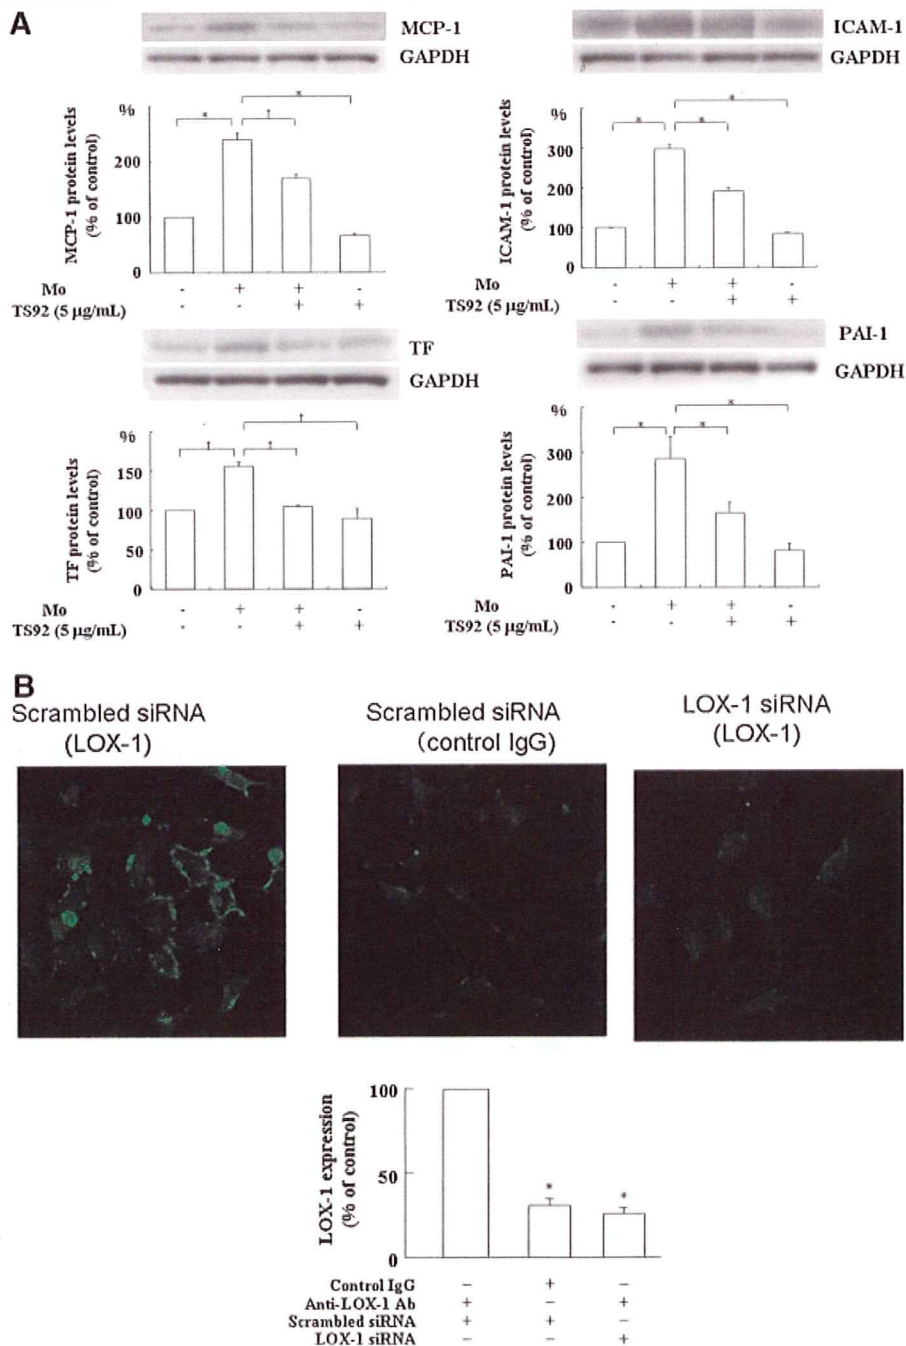 A
MCP-1
GAPDH
%
* †
*
200
100
0
MCP-1 protein levels
(% of control)
Mo - + + -
TS92 (5 µg/mL) - - + +
ICAM-1
GAPDH
%
* *
*
300
200
100
0
ICAM-1 protein levels
(% of control)
Mo - + + -
TS92 (5 µg/mL) - - + +
TF
GAPDH
%
† †
†
150
100
50
0
TF protein levels
(% of control)
Mo - + + -
TS92 (5 µg/mL) - - + +
PAI-1
GAPDH
%
* *
*
300
200
100
0
PAI-1 protein levels
(% of control)
Mo - + + -
TS92 (5 µg/mL) - - + +
B
Scrambled siRNA
(LOX-1)
Scrambled siRNA
(control IgG)
LOX-1 siRNA
(LOX-1)
100
50
0
LOX-1 expression
(% of control)
* *
Control IgG − + −
Anti-LOX-1 Ab + − +
Scrambled siRNA + + −
LOX-1 siRNA − − +